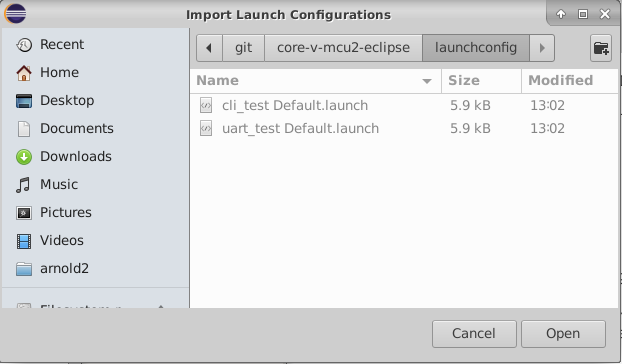 Import Launch Configurations
Recent
Home
Desktop
Documents
Downloads
Music
Pictures
Videos
arnold2
git core-v-mcu2-eclipse launchconfig
Name Size Modified
cli_test Default.launch 5.9 kB 13:02
uart_test Default.launch 5.9 kB 13:02
Cancel Open